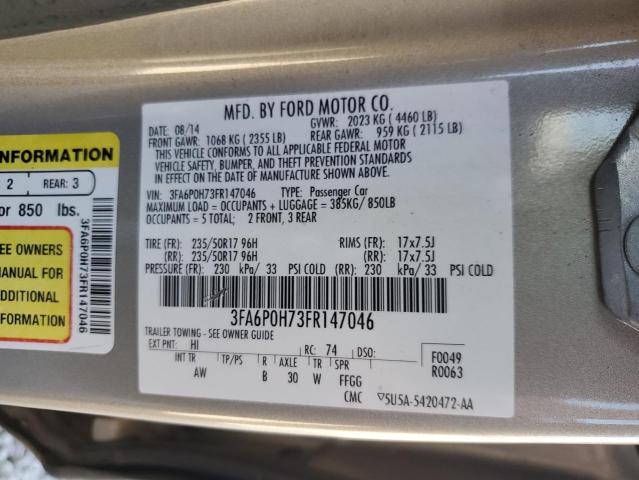 MFD. BY FORD MOTOR CO.
DATE: 08/14 GVWR: 2023 KG ( 4460 LB)
FRONT GAWR: 1068 KG ( 2355 LB) REAR GAWR: 959 KG ( 2115 LB)
THIS VEHICLE CONFORMS TO ALL APPLICABLE FEDERAL MOTOR
VEHICLE SAFETY, BUMPER, AND THEFT PREVENTION STANDARDS
IN EFFECT ON THE DATE OF MANUFACTURE SHOWN ABOVE.
VIN: 3FA6P0H73FR147046 TYPE: Passenger Car
MAXIMUM LOAD = OCCUPANTS + LUGGAGE = 385KG/ 850LB
OCCUPANTS: 5 TOTAL; 2 FRONT, 3 REAR
TIRE (FR): 235/50R17 96H RIMS (FR): 17x7.5J
(RR): 235/50R17 96H (RR): 17x7.5J
PRESSURE (FR): 230 kPa/ 33 PSI COLD (RR) 230 kPa/ 33 PSI COLD
3FA6P0H73FR147046
TRAILER TOWING - SEE OWNER GUIDE
EXT PNT: HI RC: 74 DSO: F0049
R0063
INT TR TP/PS R AXLE TR SPR
AW B 30 W FFGG
CMC ▽5U5A-5420472-AA
INFORMATION
2 REAR: 3
or 850 lbs.
EE OWNERS
MANUAL FOR
ADDITIONAL
INFORMATION
3FA6P0H73FR147046